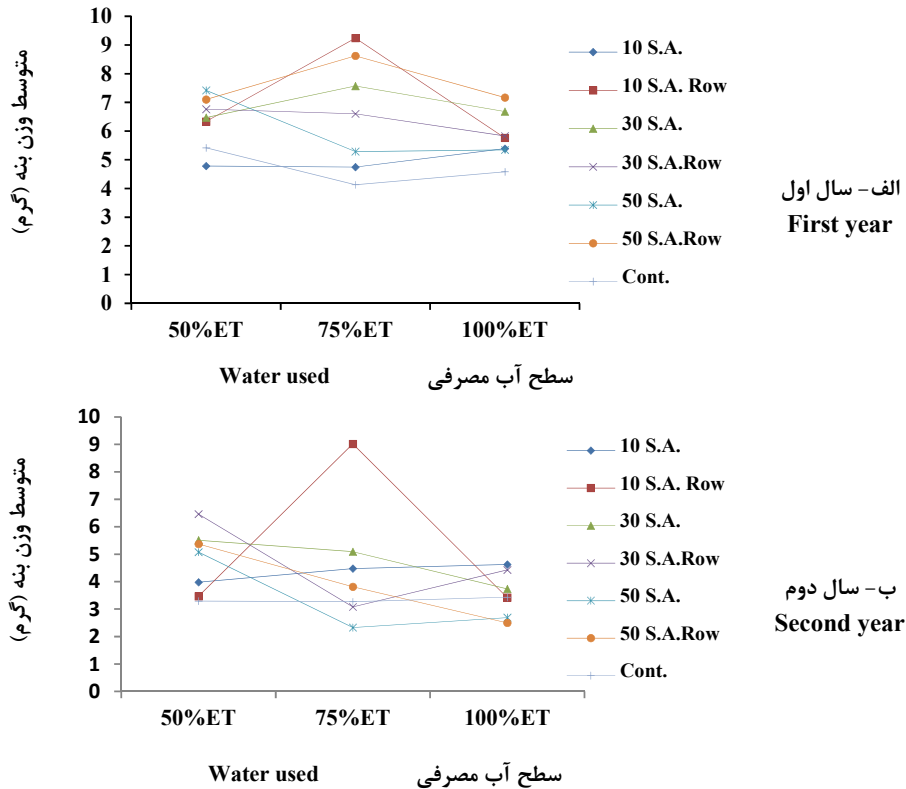 متوسط وزن بنه (گرم)
10
9
8
7
6
5
4
3
2
1
0
50%ET 75%ET 100%ET
Water used سطح آب مصرفی
10 S.A.
10 S.A. Row
30 S.A.
30 S.A.Row
50 S.A.
50 S.A.Row
Cont.
الف- سال اول
First year
متوسط وزن بنه (گرم)
10
9
8
7
6
5
4
3
2
1
0
50%ET 75%ET 100%ET
Water used سطح آب مصرفی
10 S.A.
10 S.A. Row
30 S.A.
30 S.A.Row
50 S.A.
50 S.A.Row
Cont.
ب- سال دوم
Second year